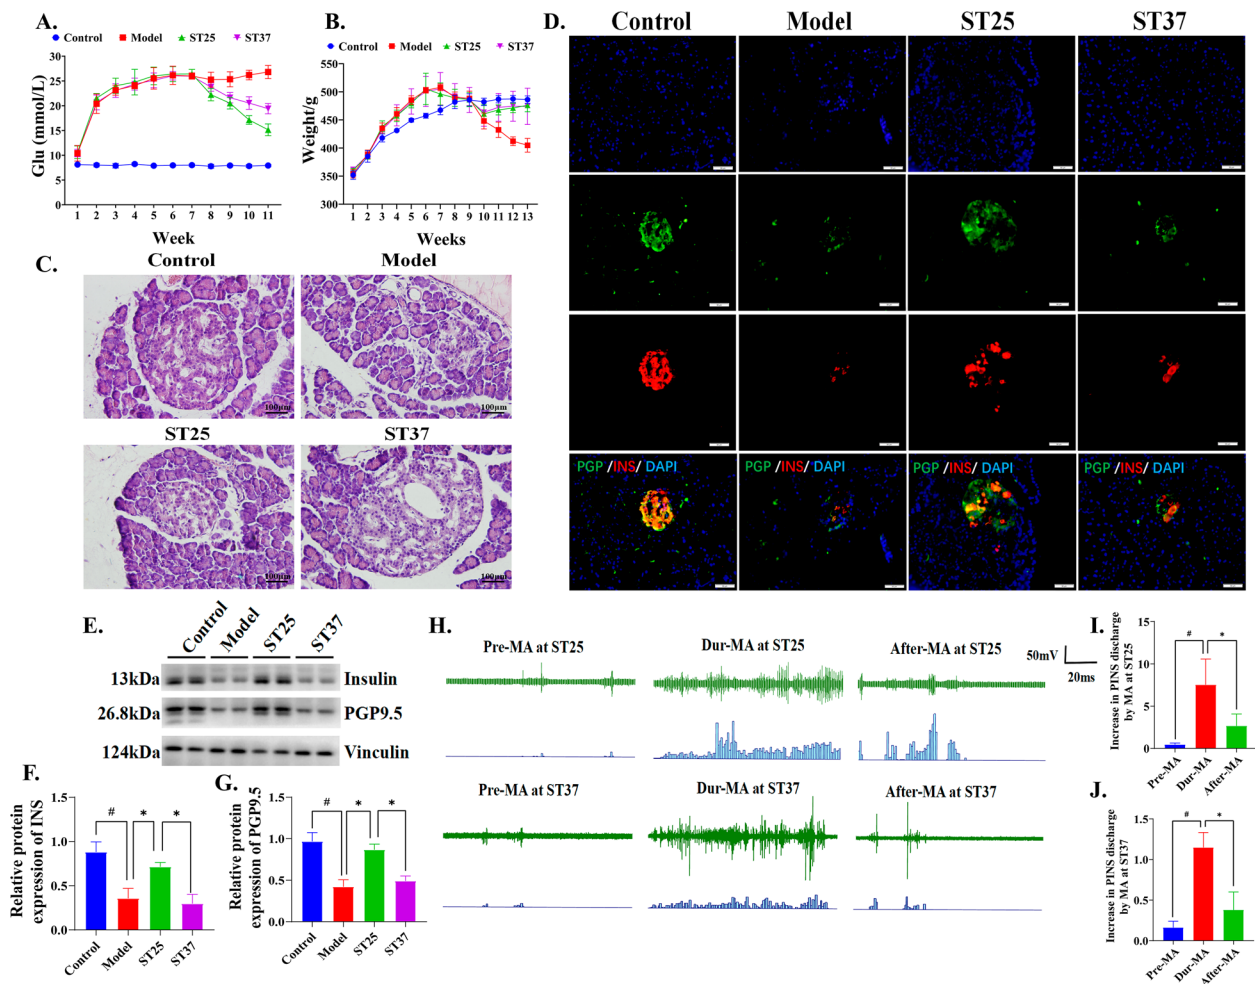 A.
Control Model ST25 ST37
Glu (mmol/L)
30
25
20
15
10
5
0
1 2 3 4 5 6 7 8 9 10 11
Week
B.
Control Model ST25 ST37
Weight/g
550
500
450
400
350
300
1 2 3 4 5 6 7 8 9 10 11 12 13
Weeks
C.
Control Model
100μm 100μm
ST25 ST37
100μm 100μm
D.
Control Model ST25 ST37
PGP /INS/ DAPI PGP /INS/ DAPI PGP /INS/ DAPI PGP /INS/ DAPI
E.
Control Model ST25 ST37
13kDa Insulin
26.8kDa PGP9.5
124kDa Vinculin
F.
Relative protein
expression of INS
1.5
1.0
0.5
0.0
# * *
Control Model ST25 ST37
G.
Relative protein
expression of PGP9.5
1.5
1.0
0.5
0.0
# * *
Control Model ST25 ST37
H.
Pre-MA at ST25 Dur-MA at ST25 After-MA at ST25
50mV
20ms
Pre-MA at ST37 Dur-MA at ST37 After-MA at ST37
I.
Increase in PINS discharge
by MA at ST25
15
10
5
0
# *
Pre-MA Dur-MA After-MA
J.
Increase in PINS discharge
by MA at ST37
1.5
1.0
0.5
0.0
# *
Pre-MA Dur-MA After-MA